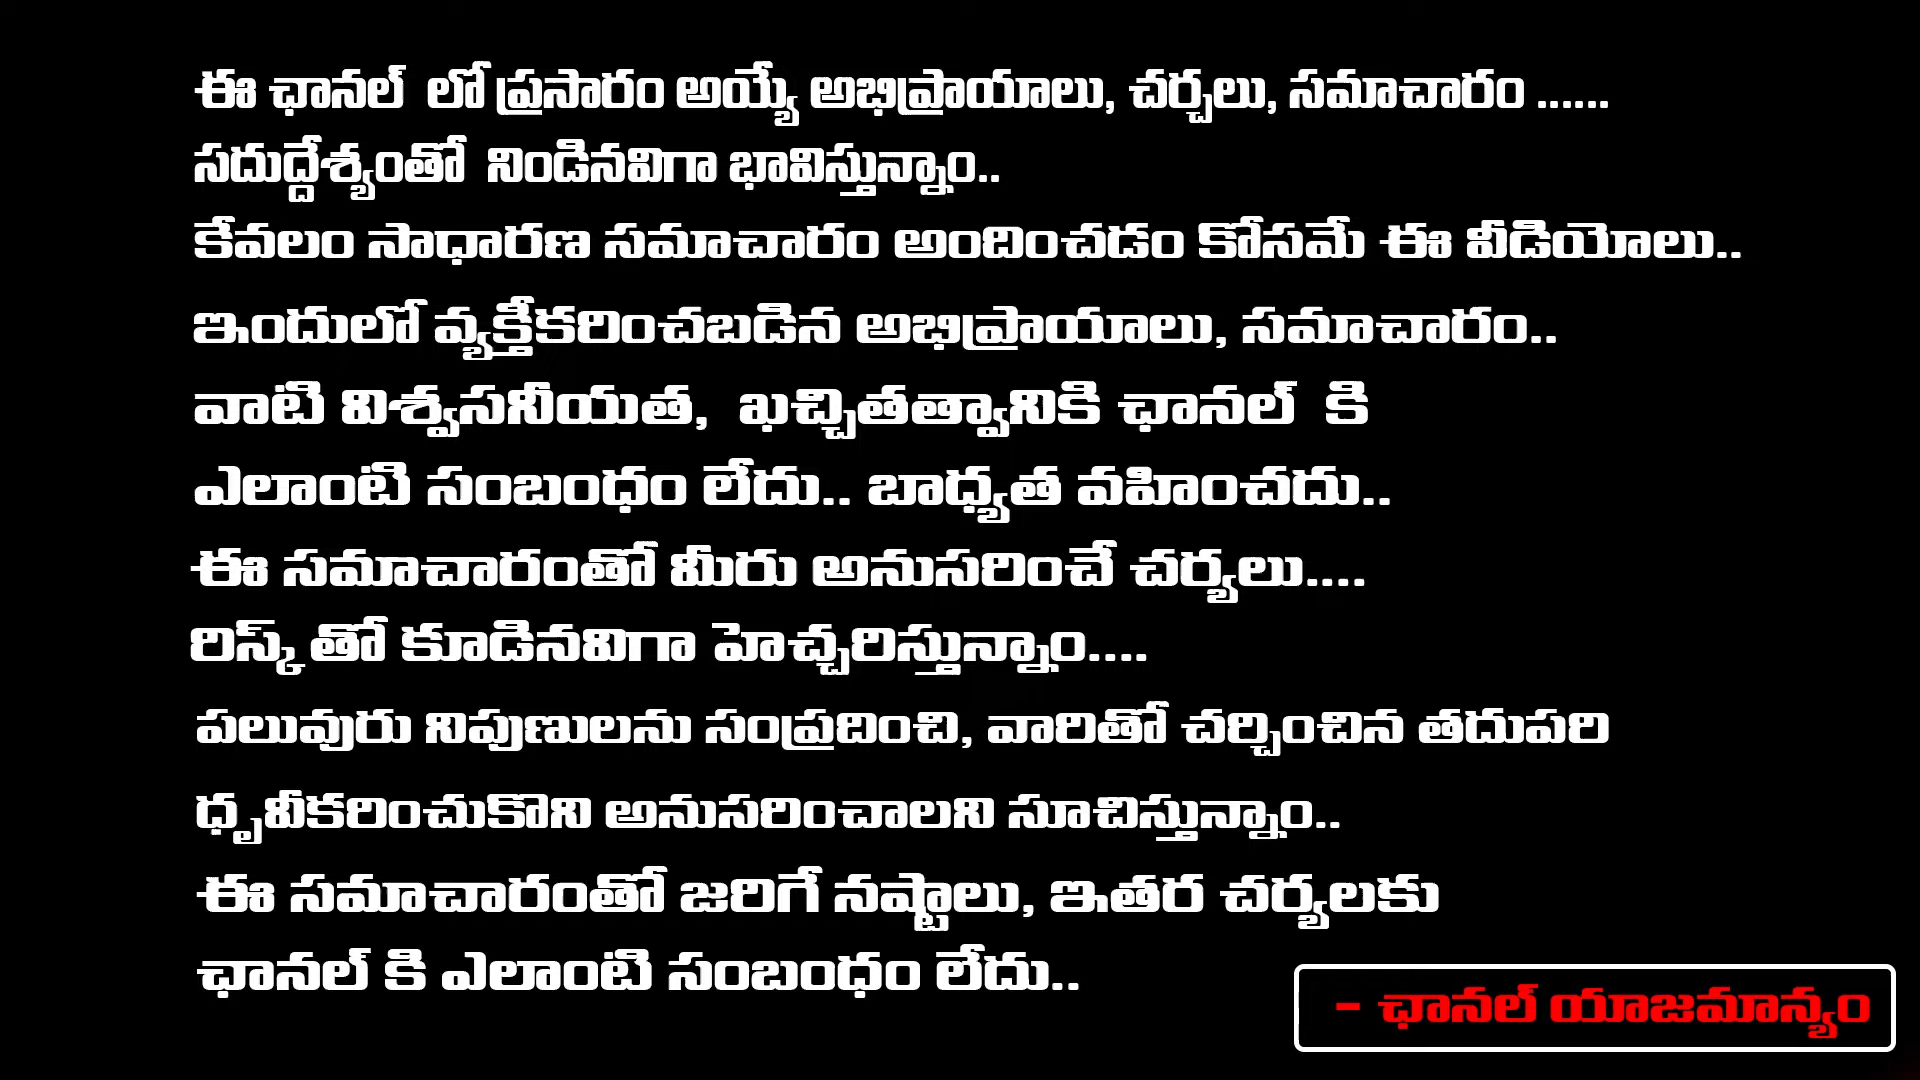 ఈ ఛానల్ లో ప్రసారం అయ్యే అభిప్రాయాలు, చర్చలు, సమాచారం ......
సదుద్దేశ్యంతో నిండినవిగా భావిస్తున్నాం..
కేవలం సాధారణ సమాచారం అందించడం కోసమే ఈ వీడియోలు..
ఇందులో వ్యక్తీకరించబడిన అభిప్రాయాలు, సమాచారం..
వాటి విశ్వసనీయత, ఖచ్చితత్వానికి ఛానల్ కి
ఎలాంటి సంబంధం లేదు.. బాధ్యత వహించదు..
ఈ సమాచారంతో మీరు అనుసరించే చర్యలు....
రిస్క్ తో కూడినవిగా హెచ్చరిస్తున్నాం....
పలువురు నిపుణులను సంప్రదించి, వారితో చర్చించిన తదుపరి
ధృవీకరించుకొని అనుసరించాలని సూచిస్తున్నాం..
ఈ సమాచారంతో జరిగే నష్టాలు, ఇతర చర్యలకు
ఛానల్ కి ఎలాంటి సంబంధం లేదు..
- ఛానల్ యాజమాన్యం